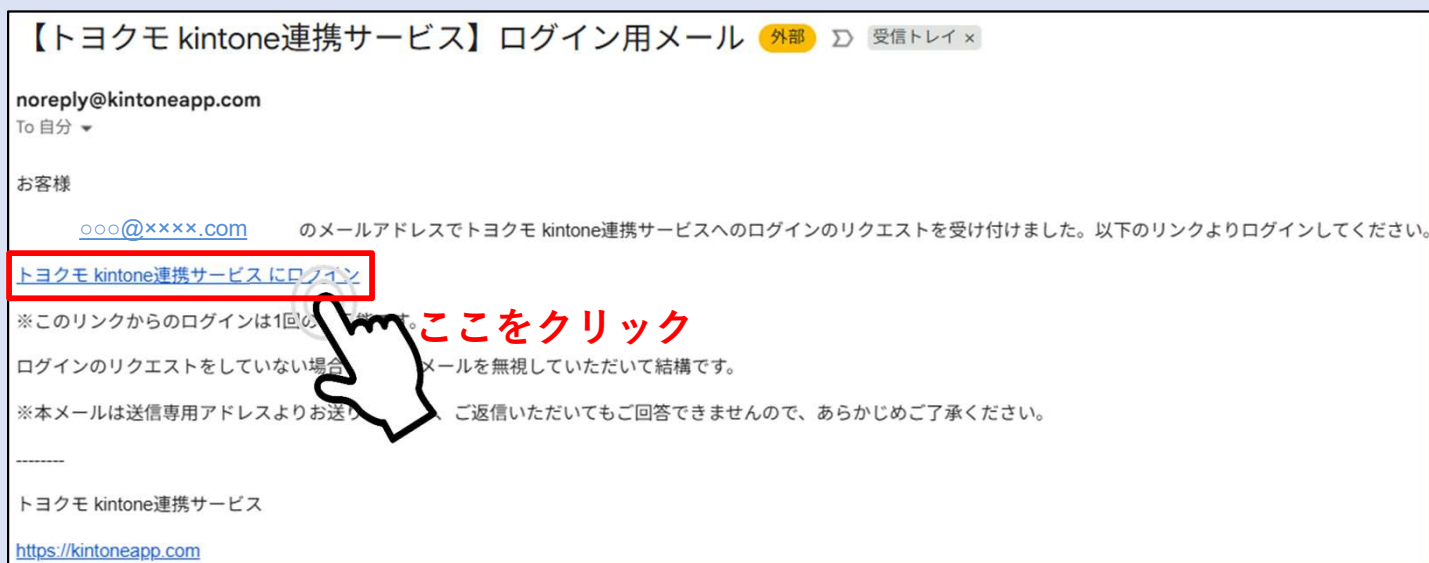 【トヨクモ kintone連携サービス】ログイン用メール 外部 受信トレイ ×
noreply@kintoneapp.com
To 自分
お客様
○○○@××××.com のメールアドレスでトヨクモ kintone連携サービスへのログインのリクエストを受け付けました。以下のリンクよりログインしてください。
トヨクモ kintone連携サービス にログイン
※このリンクからのログインは1回の す。
ここをクリック
ログインのリクエストをしていない場合 メールを無視していただいて結構です。
※本メールは送信専用アドレスよりお送り 、ご返信いただいてもご回答できませんので、あらかじめご了承ください。
--------
トヨクモ kintone連携サービス
https://kintoneapp.com